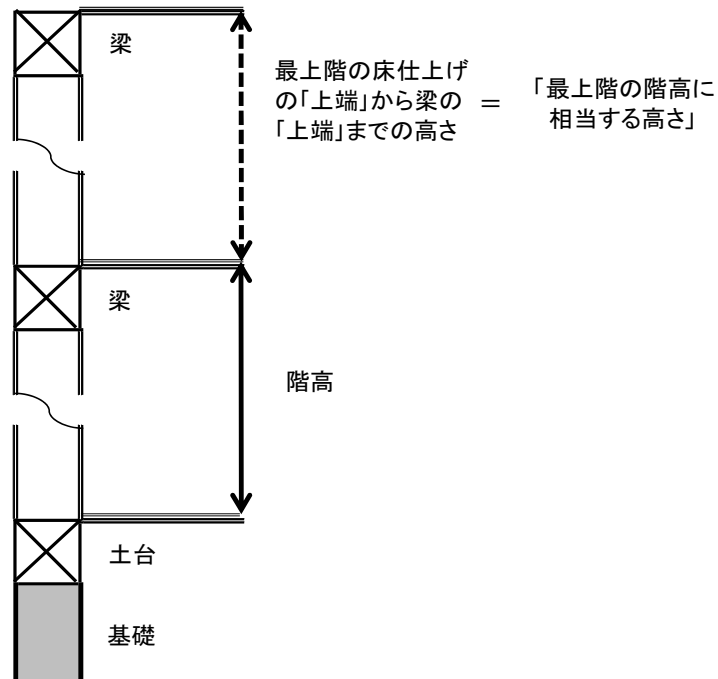 梁
最上階の床仕上げ
の「上端」から梁の
「上端」までの高さ
＝
「最上階の階高に
相当する高さ」
梁
階高
土台
基礎